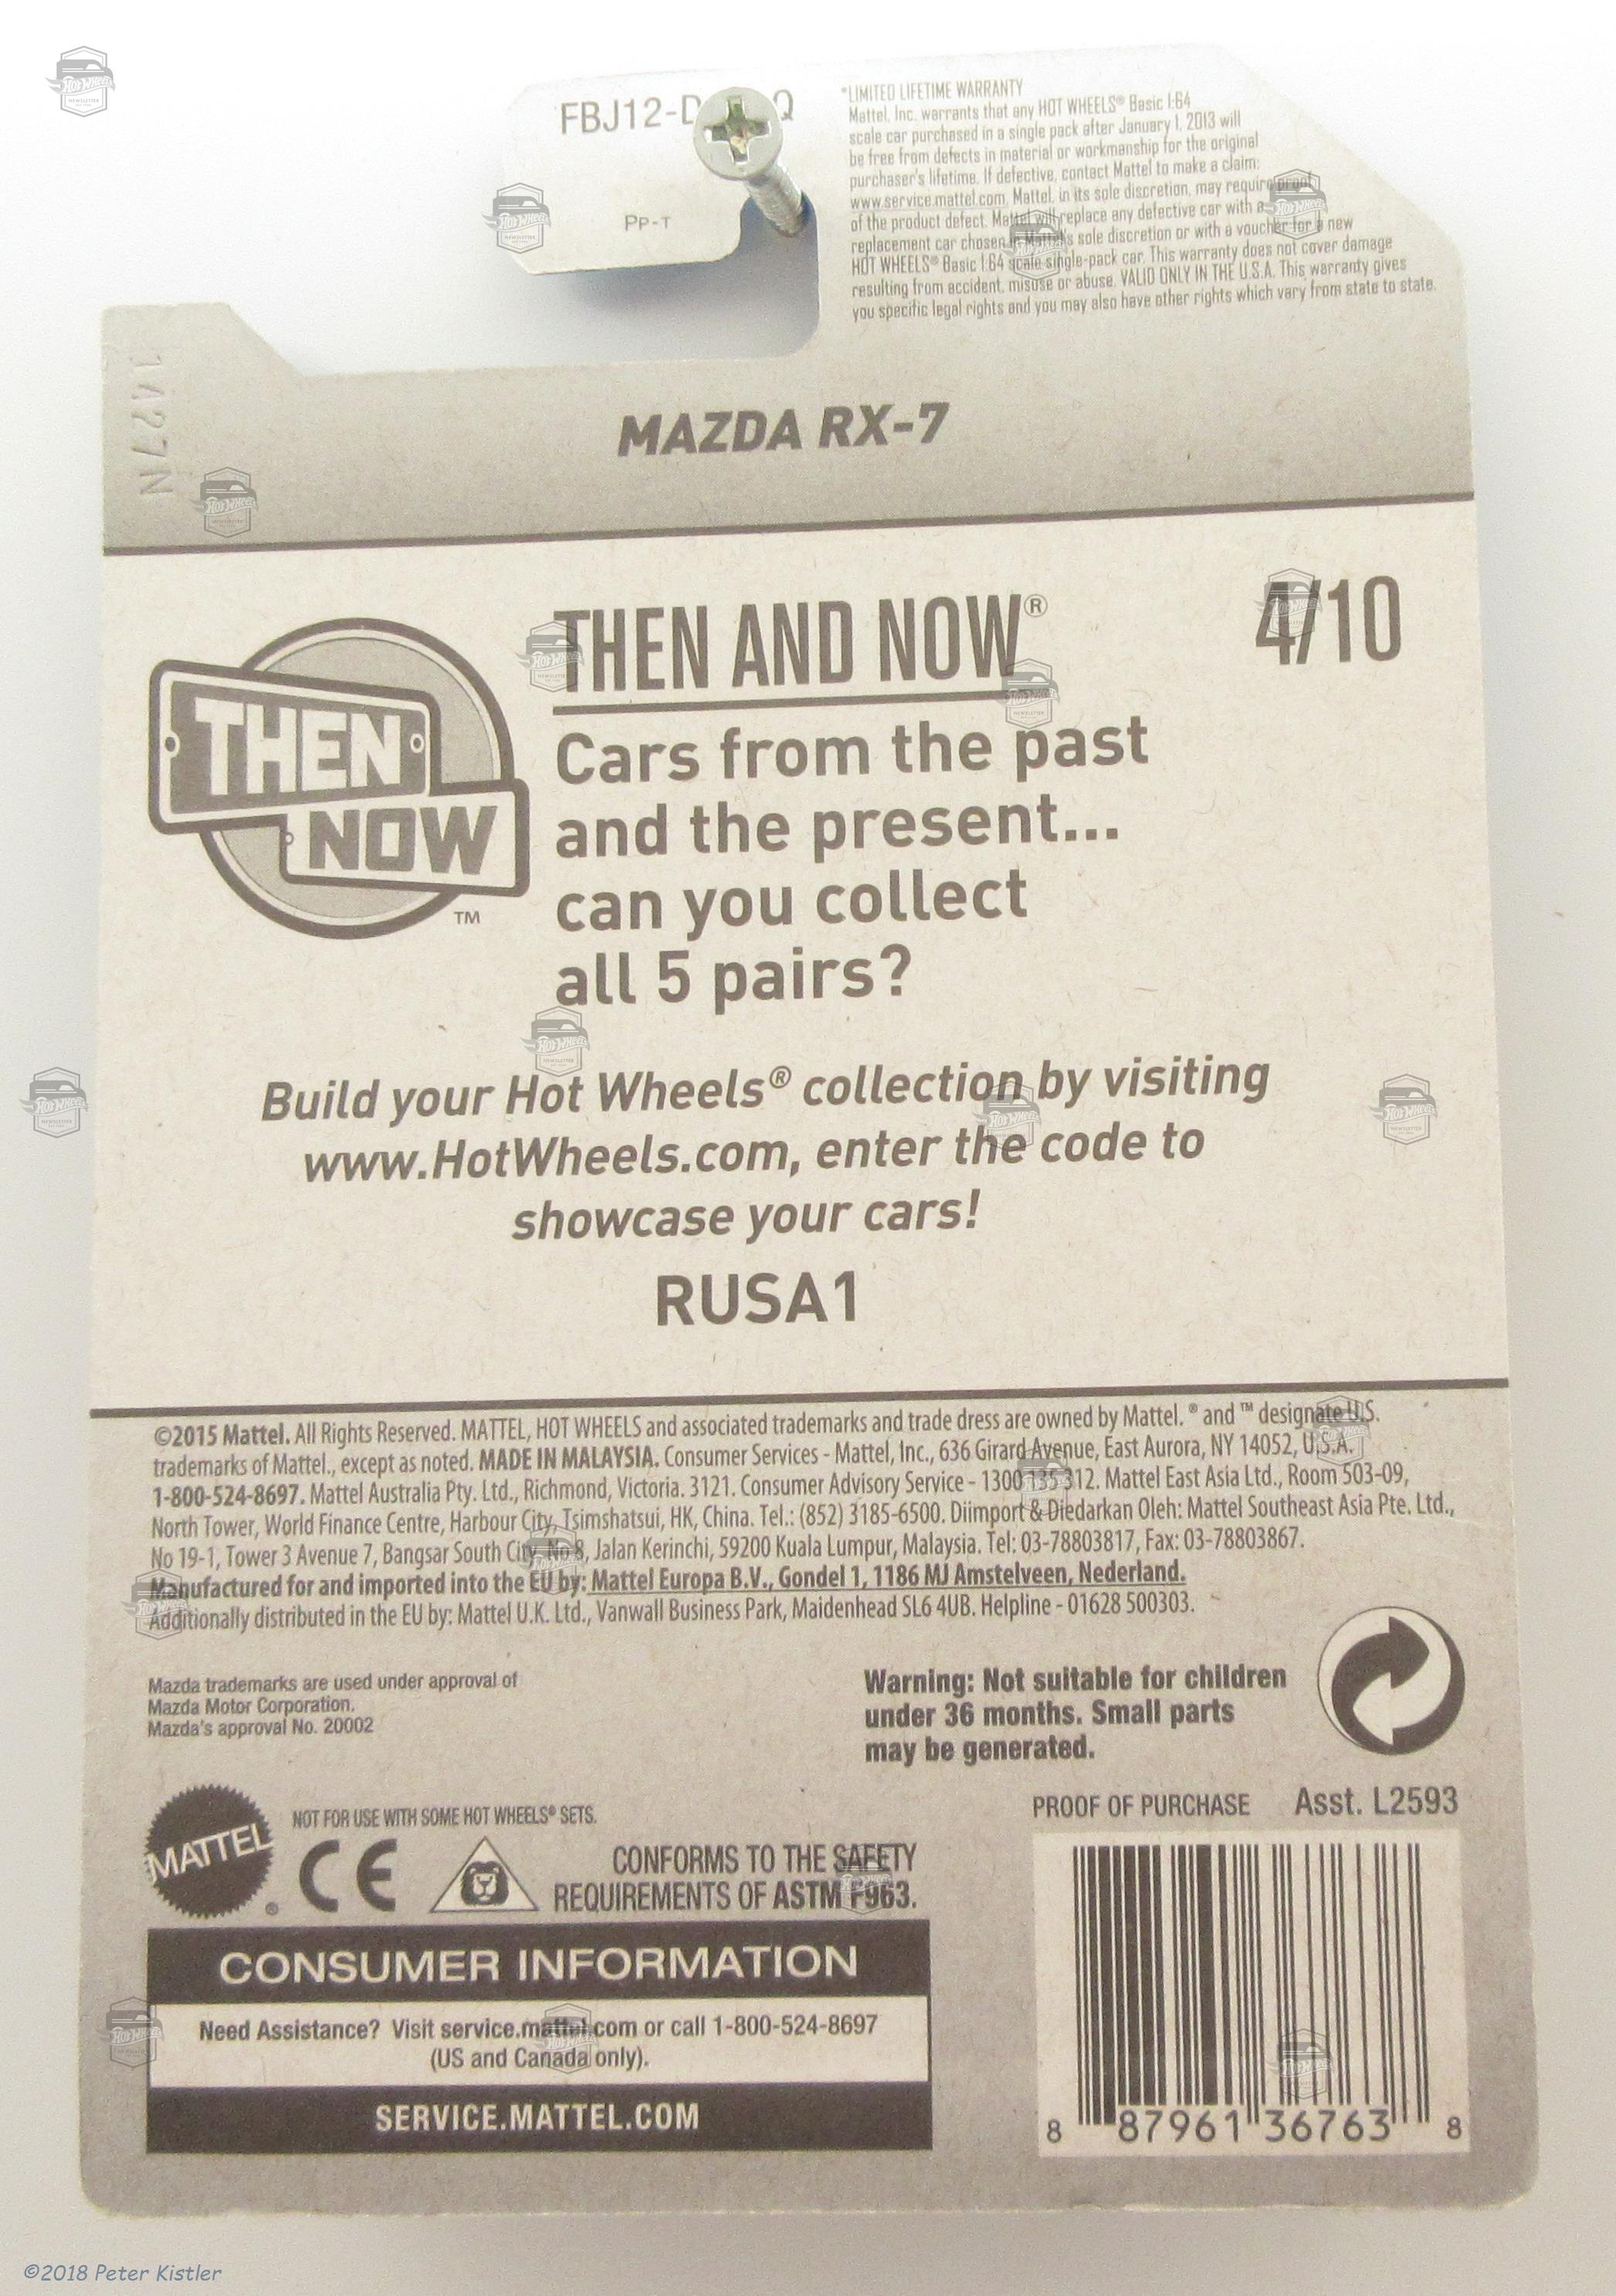 FBJ12-D Q
PP-T
*LIMITED LIFETIME WARRANTY
Mattel, Inc. warrants that any HOT WHEELS® Basic 1:64
scale car purchased in a single pack after January 1, 2013 will
be free from defects in material or workmanship for the original
purchaser's lifetime. If defective, contact Mattel to make a claim:
www.service.mattel.com. Mattel, in its sole discretion, may require proof
of the product defect. Mattel will replace any defective car with a
replacement car chosen in Mattel's sole discretion or with a voucher for a new
HOT WHEELS® Basic 1:64 scale single-pack car. This warranty does not cover damage
resulting from accident, misuse or abuse. VALID ONLY IN THE U.S.A. This warranty gives
you specific legal rights and you may also have other rights which vary from state to state.
1427N
MAZDA RX-7
THEN
NOW
TM
THEN AND NOW®
4/10
Cars from the past
and the present...
can you collect
all 5 pairs?
Build your Hot Wheels® collection by visiting
www.HotWheels.com, enter the code to
showcase your cars!
RUSA1
©2015 Mattel. All Rights Reserved. MATTEL, HOT WHEELS and associated trademarks and trade dress are owned by Mattel. ® and ™ designate U.S.
trademarks of Mattel., except as noted. MADE IN MALAYSIA. Consumer Services - Mattel, Inc., 636 Girard Avenue, East Aurora, NY 14052, U.S.A.
1-800-524-8697. Mattel Australia Pty. Ltd., Richmond, Victoria. 3121. Consumer Advisory Service - 1300 135 312. Mattel East Asia Ltd., Room 503-09,
North Tower, World Finance Centre, Harbour City, Tsimshatsui, HK, China. Tel.: (852) 3185-6500. Diimport & Diedarkan Oleh: Mattel Southeast Asia Pte. Ltd.,
No 19-1, Tower 3 Avenue 7, Bangsar South City, No 8, Jalan Kerinchi, 59200 Kuala Lumpur, Malaysia. Tel: 03-78803817, Fax: 03-78803867.
Manufactured for and imported into the EU by: Mattel Europa B.V., Gondel 1, 1186 MJ Amstelveen, Nederland.
Additionally distributed in the EU by: Mattel U.K. Ltd., Vanwall Business Park, Maidenhead SL6 4UB. Helpline - 01628 500303.
Mazda trademarks are used under approval of
Mazda Motor Corporation.
Mazda's approval No. 20002
Warning: Not suitable for children
under 36 months. Small parts
may be generated.
MATTEL ®
NOT FOR USE WITH SOME HOT WHEELS® SETS.
CE
CONFORMS TO THE SAFETY
REQUIREMENTS OF ASTM F963.
PROOF OF PURCHASE Asst. L2593
CONSUMER INFORMATION
Need Assistance? Visit service.mattel.com or call 1-800-524-8697
(US and Canada only).
SERVICE.MATTEL.COM
8 87961 36763 8
©2018 Peter Kistler